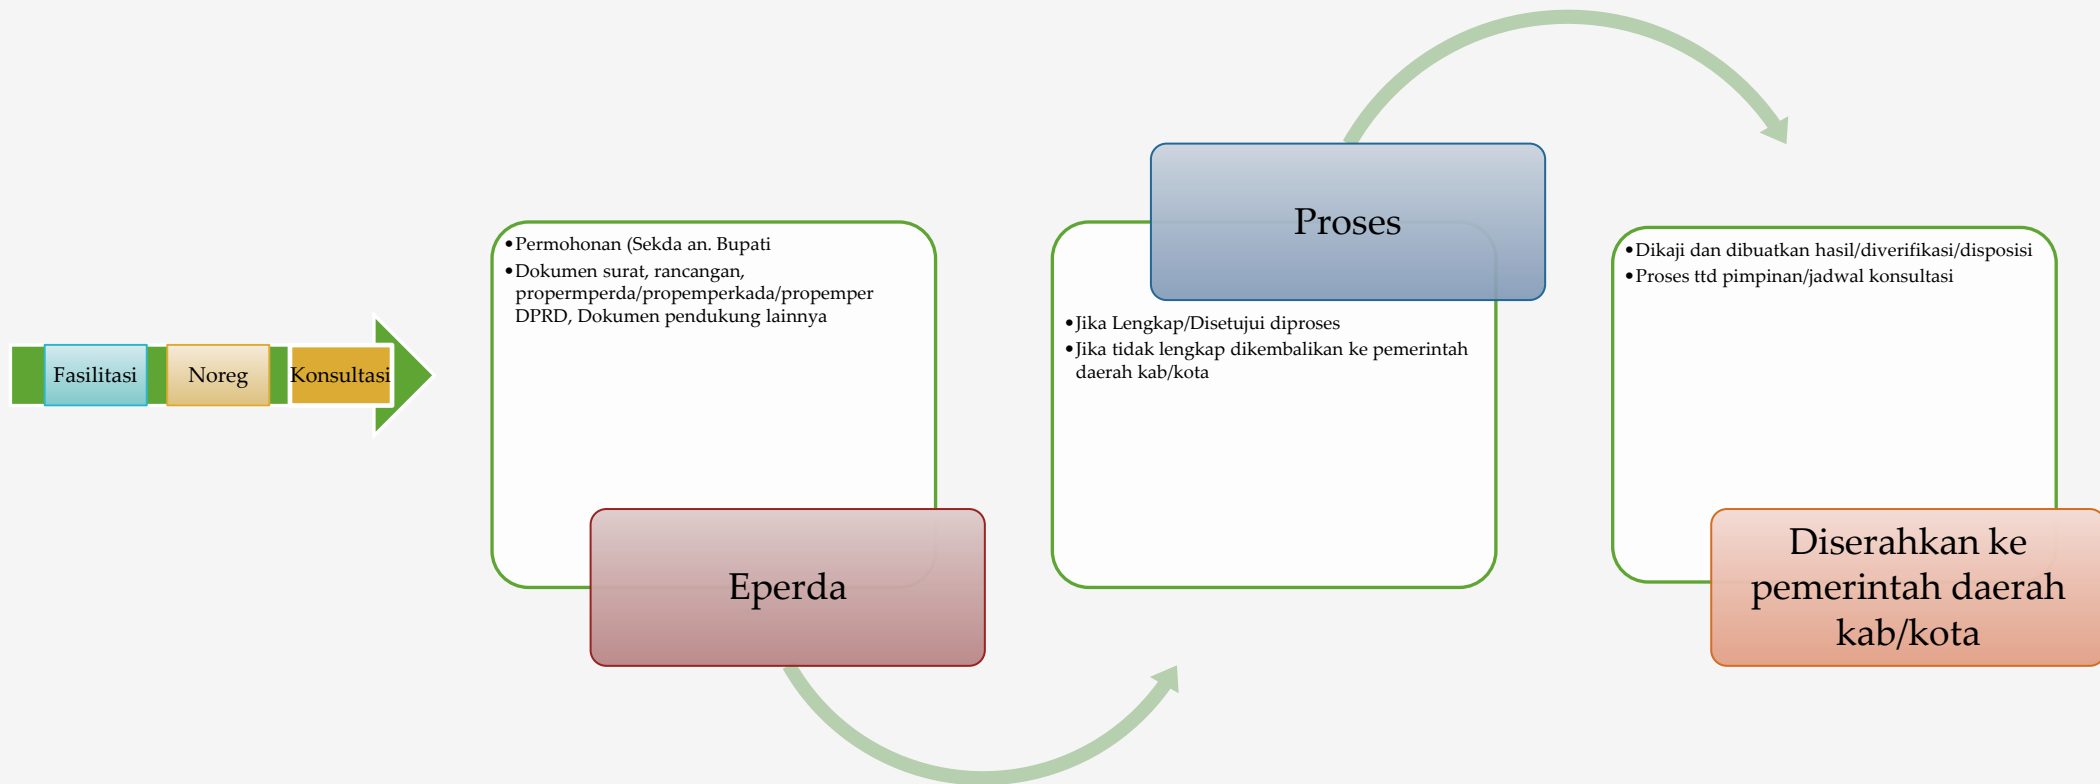 Fasilitasi
Noreg
Konsultasi
•Permohonan (Sekda an. Bupati
•Dokumen surat, rancangan,
propermperda/propemperkada/propemper
DPRD, Dokumen pendukung lainnya
Eperda
Proses
•Jika Lengkap/Disetujui diproses
•Jika tidak lengkap dikembalikan ke pemerintah
daerah kab/kota
•Dikaji dan dibuatkan hasil/diverifikasi/disposisi
•Proses ttd pimpinan/jadwal konsultasi
Diserahkan ke
pemerintah daerah
kab/kota